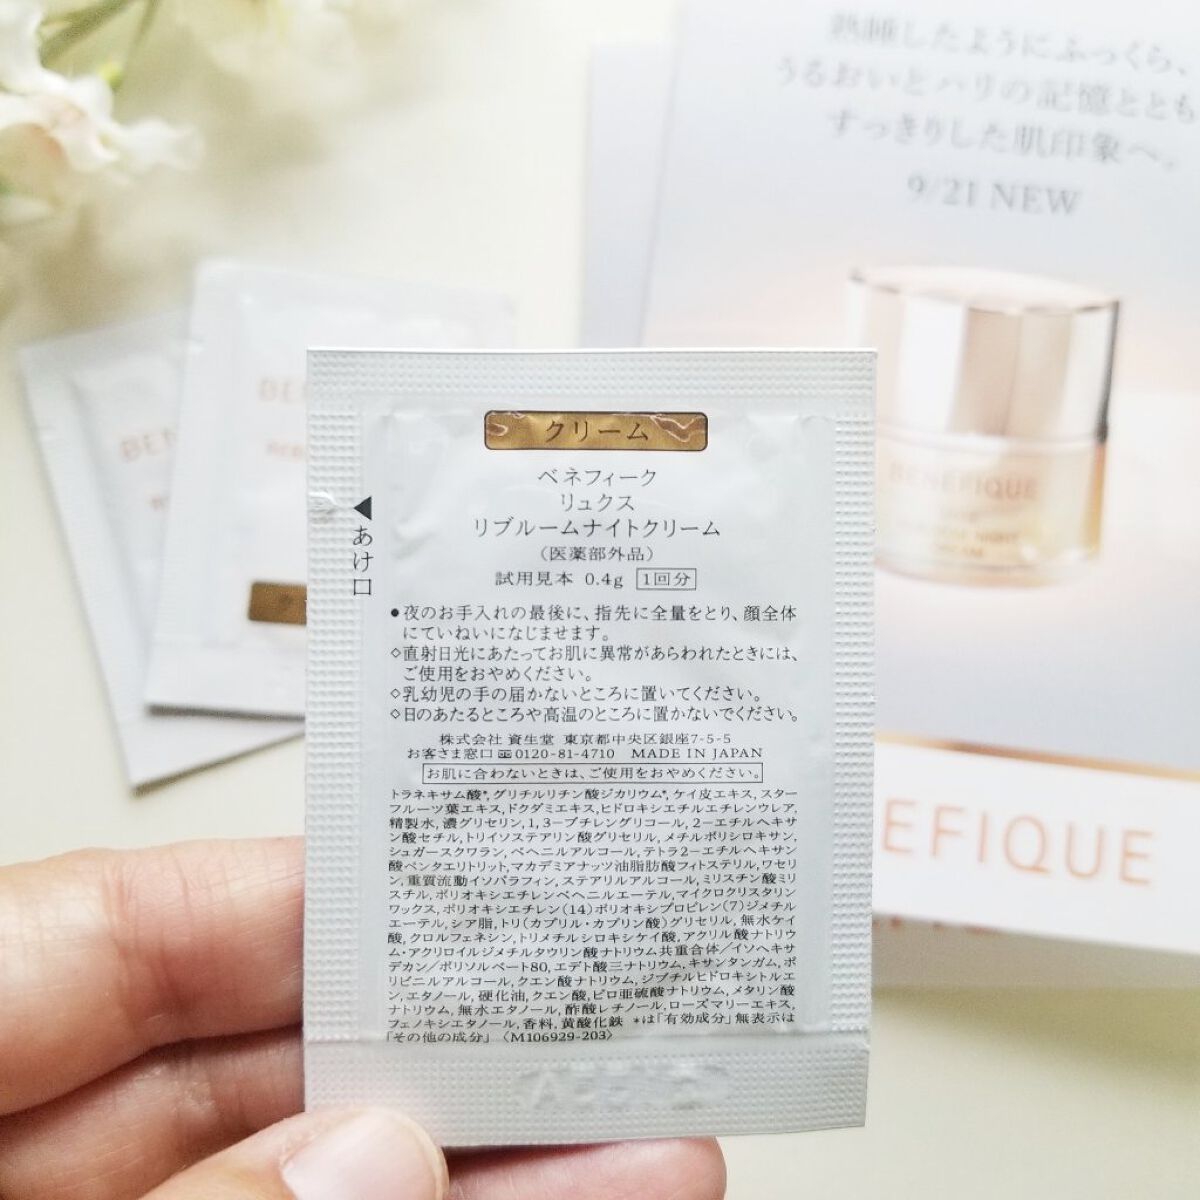 熟睡したようにふっくら、
うるおいとハリの記憶ととも
すっきりした肌印象へ。
9/21 NEW
BENEFIQUE
NIGHT
CREAM
EFIQUE
クリーム
ベネフィーク
リュクス
リブルームナイトクリーム
（医薬部外品）
試用見本 0.4g 1回分
◀あけ口
●夜のお手入れの最後に、指先に全量をとり、顔全体
にていねいになじませます。
◇直射日光にあたってお肌に異常があらわれたときには、
ご使用をおやめください。
◇乳幼児の手の届かないところに置いてください。
◇日のあたるところや高温のところに置かないでください。
株式会社 資生堂 東京都中央区銀座7-5-5
お客さま窓口 0120-81-4710 MADE IN JAPAN
お肌に合わないときは、ご使用をおやめください。
トラネキサム酸*, グリチルリチン酸ジカリウム*, ケイ皮エキス, スター
フルーツ葉エキス, ドクダミエキス, ヒドロキシエチルエチレンウレア,
精製水, 濃グリセリン, 1, 3−ブチレングリコール, 2−エチルヘキサ
ン酸セチル, トリイソステアリン酸グリセリル, メチルポリシロキサン,
シュガースクワラン, ベヘニルアルコール, テトラ2−エチルヘキサン
酸ペンタエリトリット, マカデミアナッツ油脂肪酸フィトステリル, ワセリ
ン, 重質流動イソパラフィン, ステアリルアルコール, ミリスチン酸ミリ
スチル, ポリオキシエチレンベヘニルエーテル, マイクロクリスタリン
ワックス, ポリオキシエチレン(14)ポリオキシプロピレン(7)ジメチル
エーテル, シア脂, トリ(カプリル・カプリン酸)グリセリル, 無水ケイ
酸, クロルフェネシン, トリメチルシロキシケイ酸, アクリル酸ナトリウ
ム・アクリロイルジメチルタウリン酸ナトリウム共重合体／イソヘキサ
デカン／ポリソルベート80, エデト酸三ナトリウム, キサンタンガム, ポ
リビニルアルコール, クエン酸ナトリウム, ジブチルヒドロキシトルエ
ン, エタノール, 硬化油, クエン酸, ピロ亜硫酸ナトリウム, メタリン酸
ナトリウム, 無水エタノール, 酢酸レチノール, ローズマリーエキス,
フェノキシエタノール, 香料, 黄酸化鉄 *は「有効成分」無表示は
「その他の成分」〈M106929-203〉